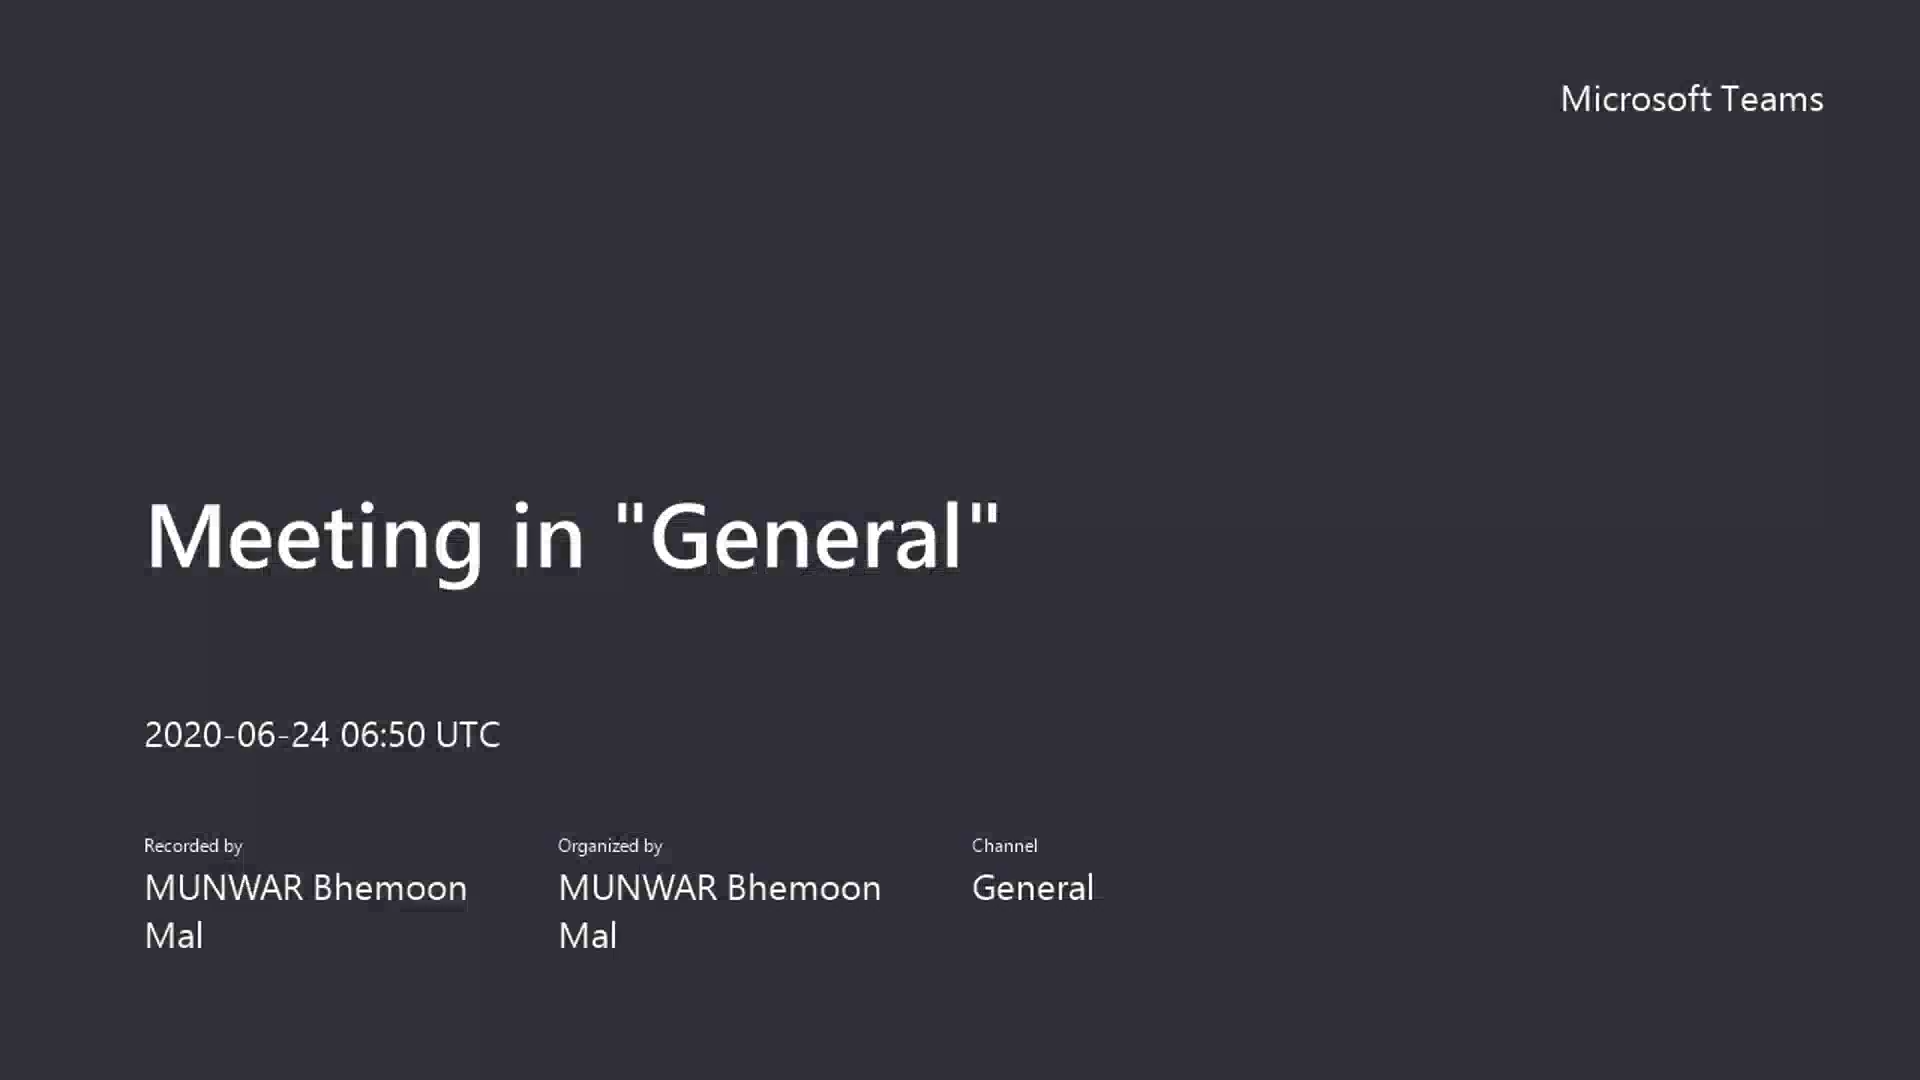 Microsoft Teams
Meeting in "General"
2020-06-24 06:50 UTC
Recorded by
MUNWAR Bhemoon
Mal
Organized by
MUNWAR Bhemoon
Mal
Channel
General